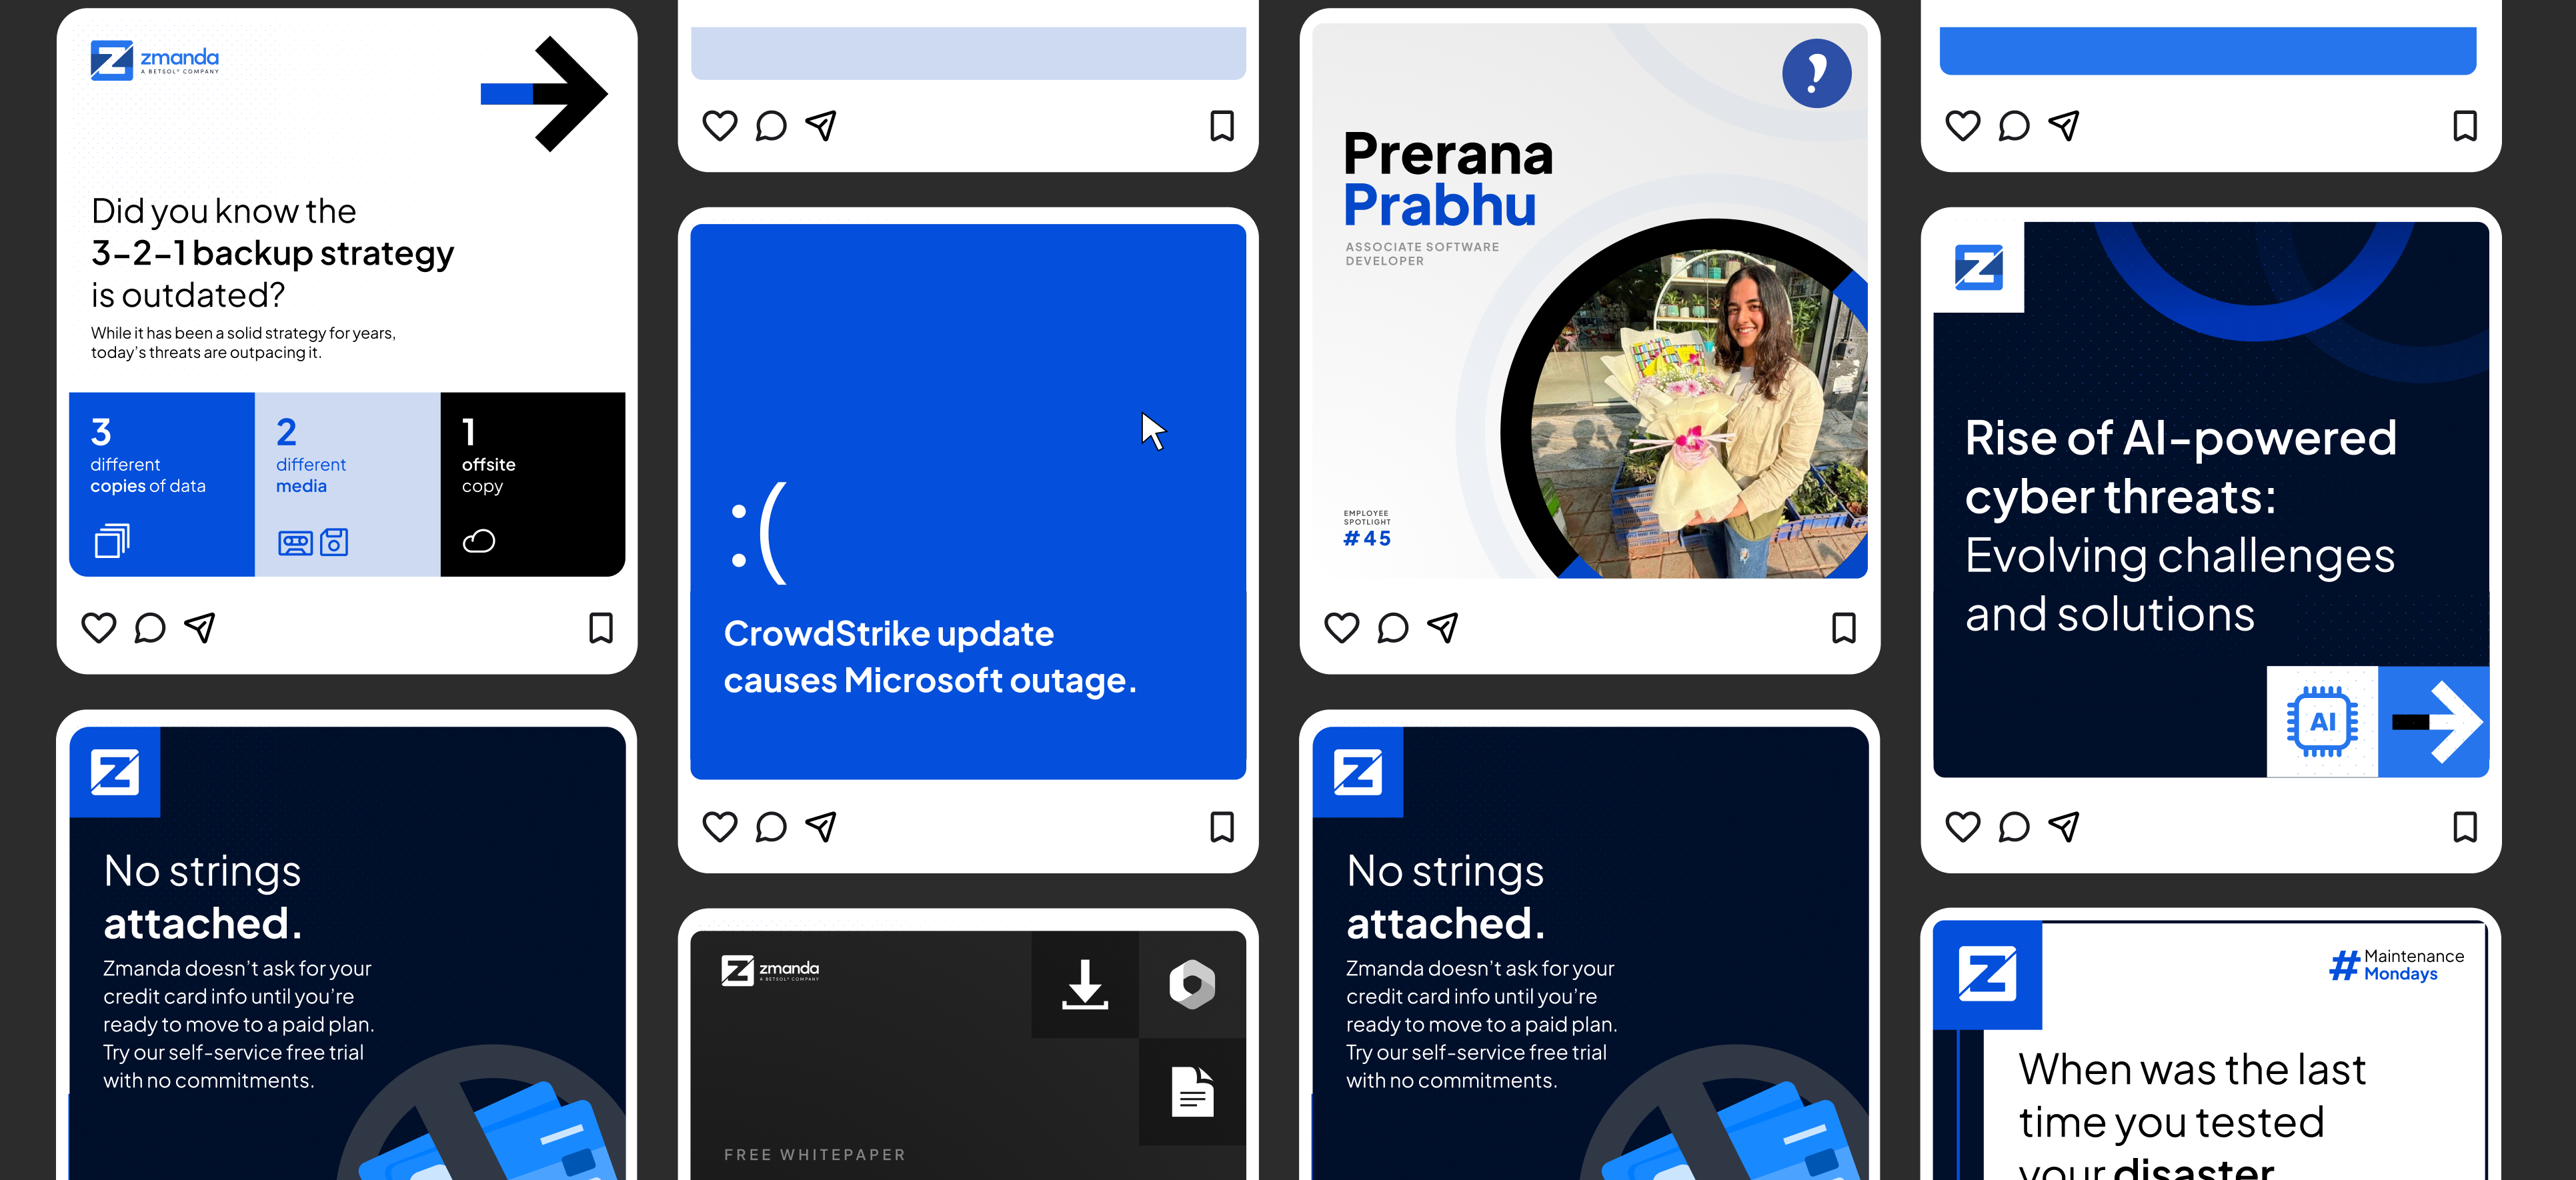 zmanda
A BETSOL® COMPANY
Did you know the
3-2-1 backup strategy
is outdated?
While it has been a solid strategy for years,
today's threats are outpacing it.
3
different
copies of data
2
different
media
1
offsite
copy
No strings
attached.
Zmanda doesn't ask for your
credit card info until you're
ready to move to a paid plan.
Try our self-service free trial
with no commitments.
:(
CrowdStrike update
causes Microsoft outage.
zmanda
A BETSOL® COMPANY
FREE WHITEPAPER
Prerana
Prabhu
ASSOCIATE SOFTWARE
DEVELOPER
EMPLOYEE
SPOTLIGHT
#45
No strings
attached.
Zmanda doesn't ask for your
credit card info until you're
ready to move to a paid plan.
Try our self-service free trial
with no commitments.
Rise of AI-powered
cyber threats:
Evolving challenges
and solutions
AI
# Maintenance
Mondays
When was the last
time you tested
your disaster